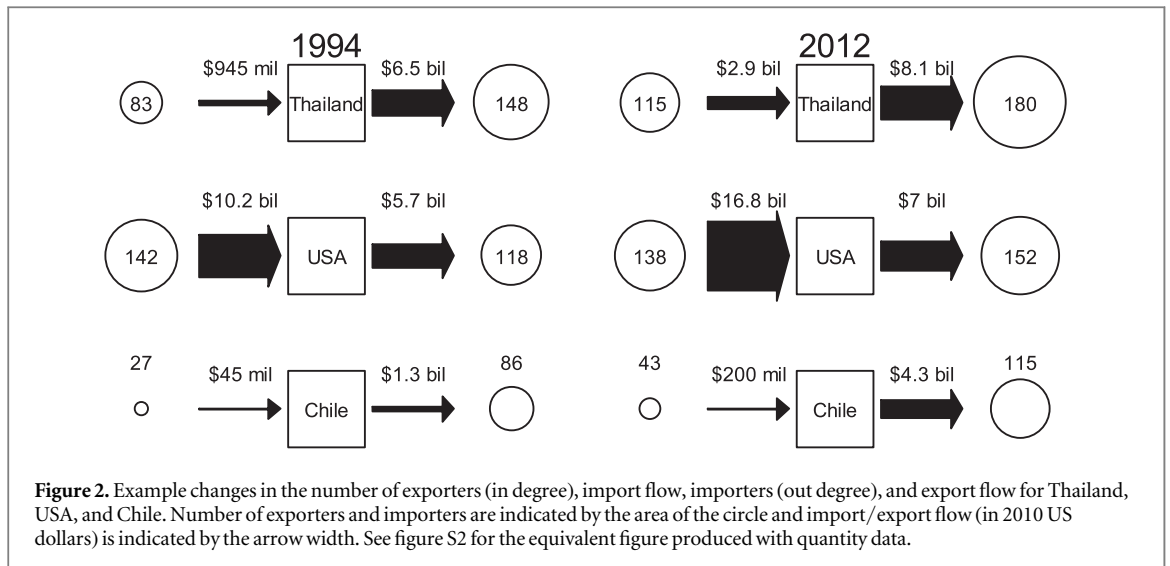 1994 2012
$945 mil $6.5 bil $2.9 bil $8.1 bil
83 Thailand 148 115 Thailand 180
$10.2 bil $5.7 bil $16.8 bil $7 bil
142 USA 118 138 USA 152
27 86 43 115
$45 mil $1.3 bil $200 mil $4.3 bil
Chile Chile
Figure 2. Example changes in the number of exporters (in degree), import flow, importers (out degree), and export flow for Thailand,
USA, and Chile. Number of exporters and importers are indicated by the area of the circle and import/export flow (in 2010 US
dollars) is indicated by the arrow width. See figure S2 for the equivalent figure produced with quantity data.